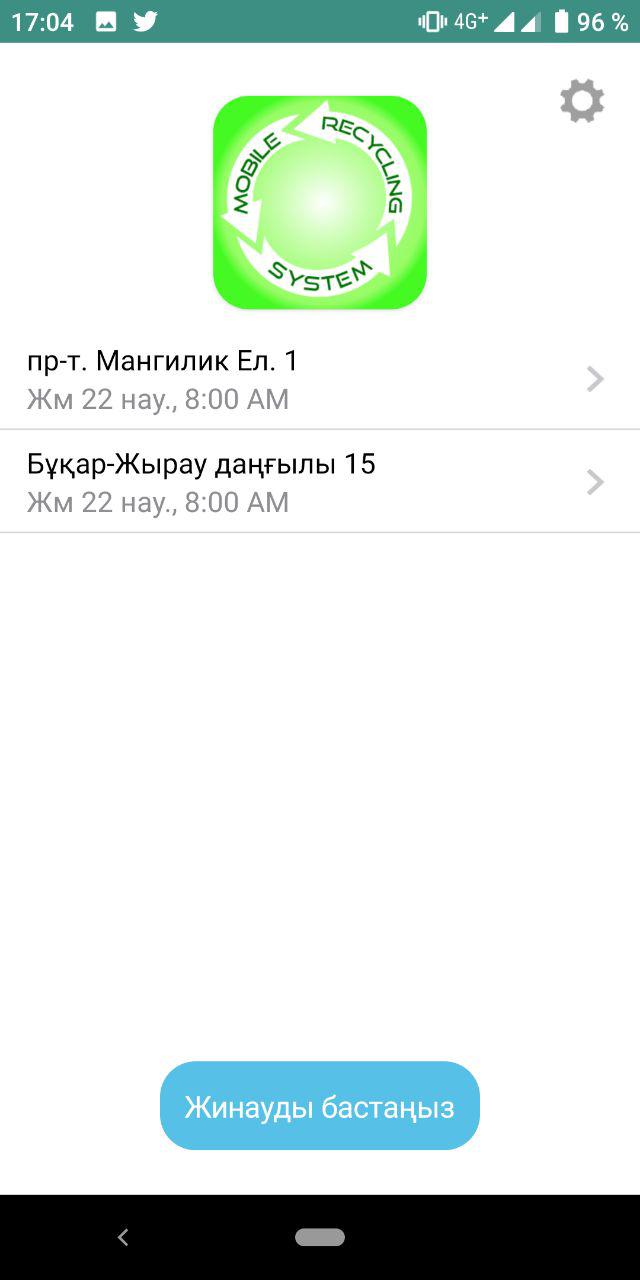 17:04 4G+ 96 %
MOBILE RECYCLING SYSTEM
пр-т. Мангилик Ел. 1
Жм 22 нау., 8:00 AM
Бұқар-Жырау даңғылы 15
Жм 22 нау., 8:00 AM
Жинауды бастаңыз